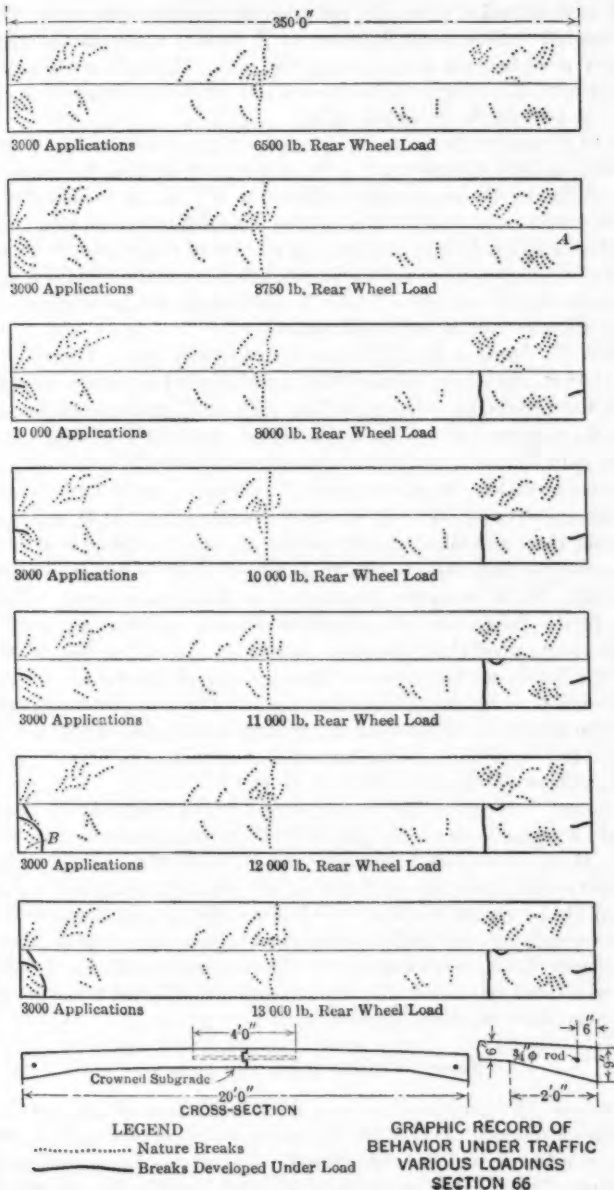 350'0"
3000 Applications 6500 lb. Rear Wheel Load
A
3000 Applications 8750 lb. Rear Wheel Load
10 000 Applications 8000 lb. Rear Wheel Load
3000 Applications 10 000 lb. Rear Wheel Load
3000 Applications 11 000 lb. Rear Wheel Load
B
3000 Applications 12 000 lb. Rear Wheel Load
3000 Applications 13 000 lb. Rear Wheel Load
4'0"
Crowned Subgrade
20'0"
CROSS-SECTION
6"
6"
¾"φ rod
9"
2'0"
LEGEND
Nature Breaks
Breaks Developed Under Load
GRAPHIC RECORD OF
BEHAVIOR UNDER TRAFFIC
VARIOUS LOADINGS
SECTION 66